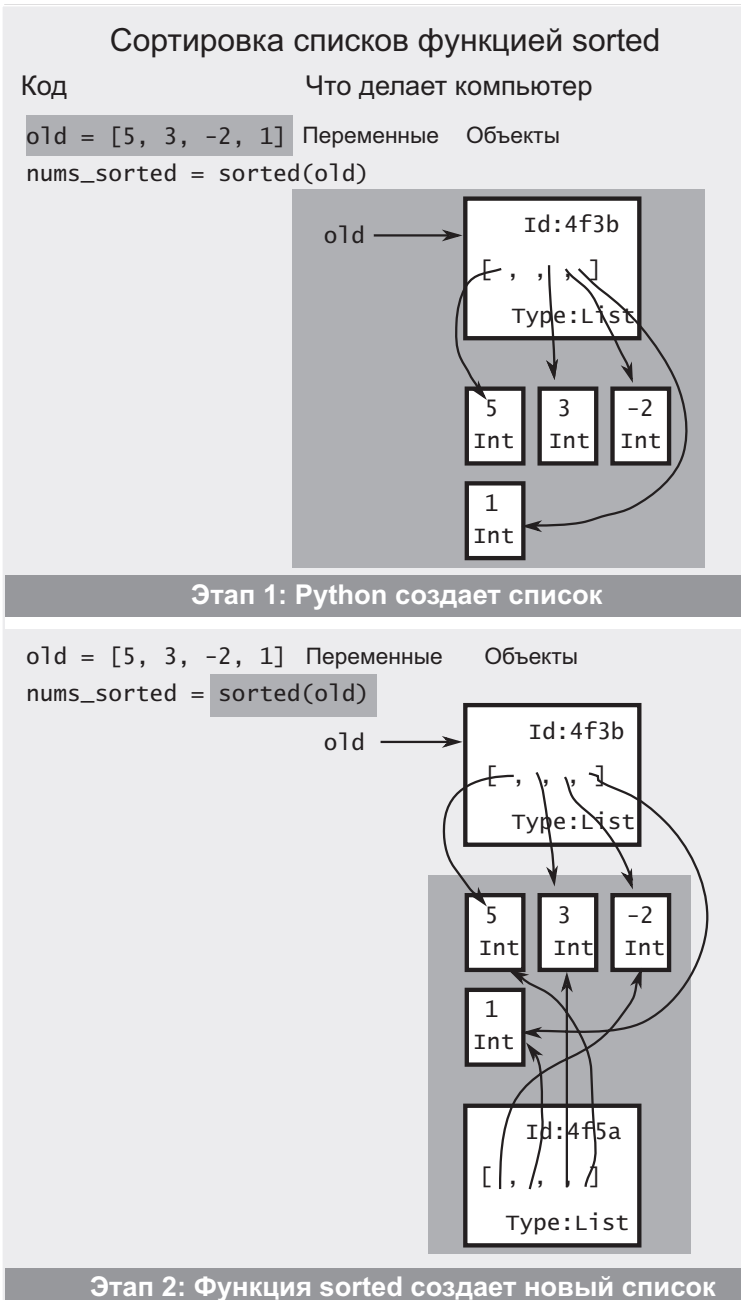 Сортировка списков функцией sorted
Код Что делает компьютер
old = [5, 3, -2, 1] Переменные Объекты
nums_sorted = sorted(old)
old
Id:4f3b
[ , , , ]
Type:List
5 3 -2
Int Int Int
1
Int
Этап 1: Python создает список
old = [5, 3, -2, 1] Переменные Объекты
nums_sorted = sorted(old)
old
Id:4f3b
[ , , , ]
Type:List
5 3 -2
Int Int Int
1
Int
Id:4f5a
[ , , , ]
Type:List
Этап 2: Функция sorted создает новый список